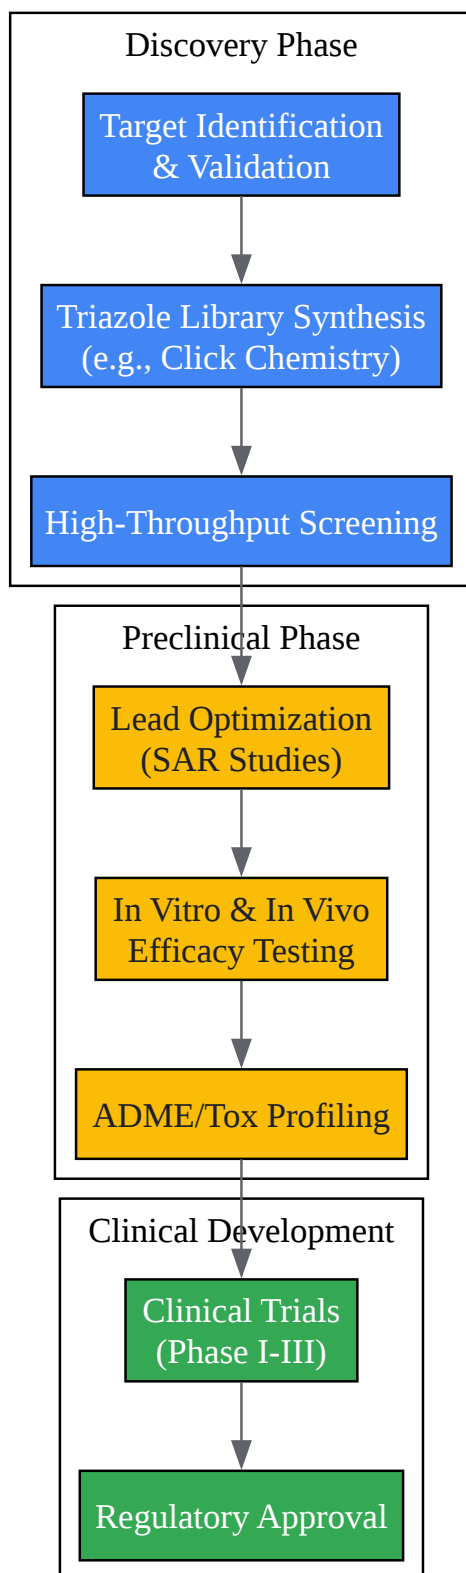 Discovery Phase
Target Identification
& Validation
Triazole Library Synthesis
(e.g., Click Chemistry)
High-Throughput Screening
Preclinical Phase
Lead Optimization
(SAR Studies)
In Vitro & In Vivo
Efficacy Testing
ADME/Tox Profiling
Clinical Development
Clinical Trials
(Phase I-III)
Regulatory Approval